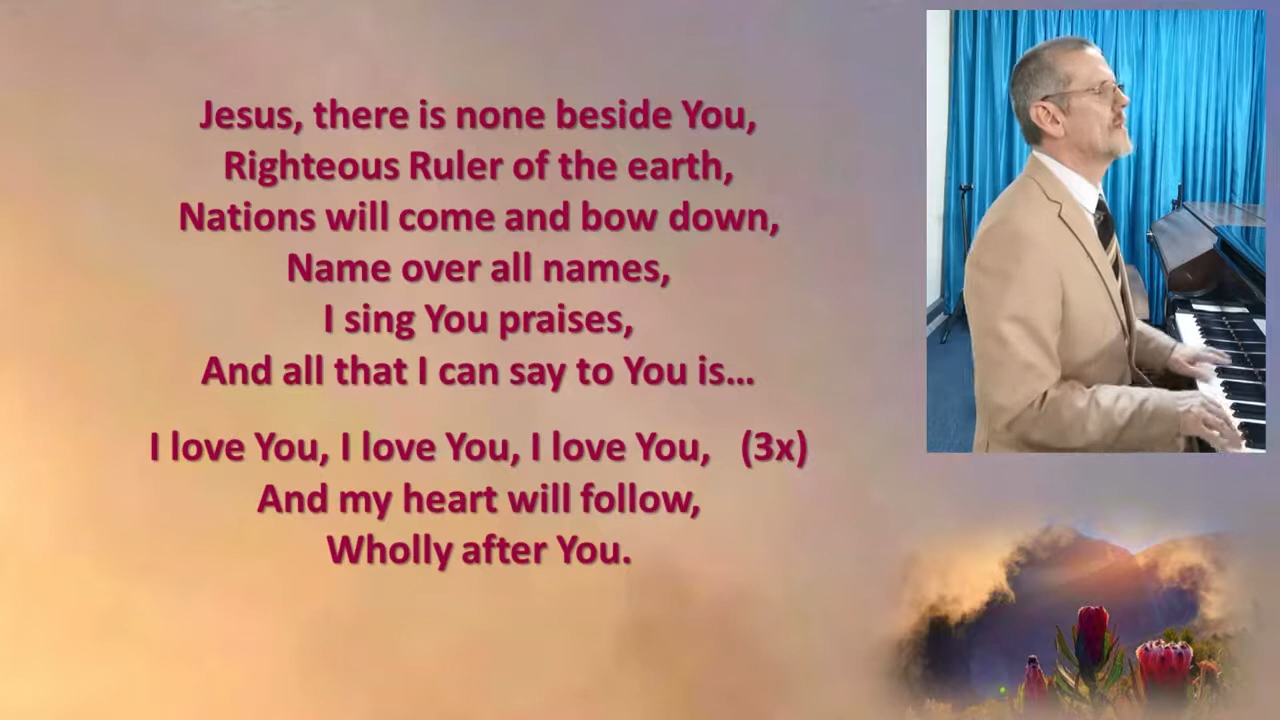 Jesus, there is none beside You,
Righteous Ruler of the earth,
Nations will come and bow down,
Name over all names,
I sing You praises,
And all that I can say to You is...
I love You, I love You, I love You, (3x)
And my heart will follow,
Wholly after You.